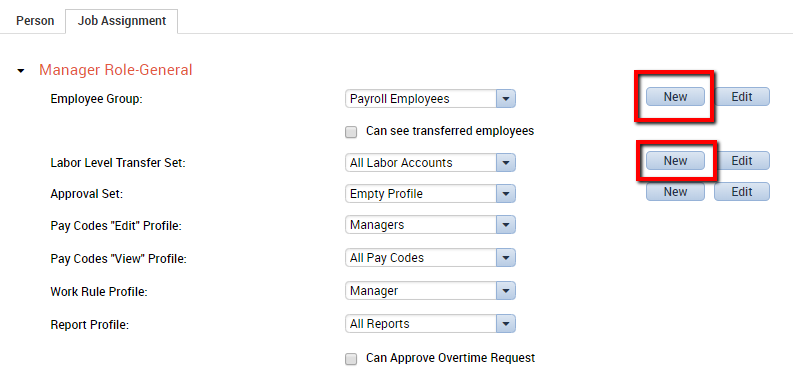 Person Job Assignment
Manager Role-General
Employee Group: Payroll Employees New Edit
Can see transferred employees
Labor Level Transfer Set: All Labor Accounts New Edit
Approval Set: Empty Profile New Edit
Pay Codes "Edit" Profile: Managers
Pay Codes "View" Profile: All Pay Codes
Work Rule Profile: Manager
Report Profile: All Reports
Can Approve Overtime Request